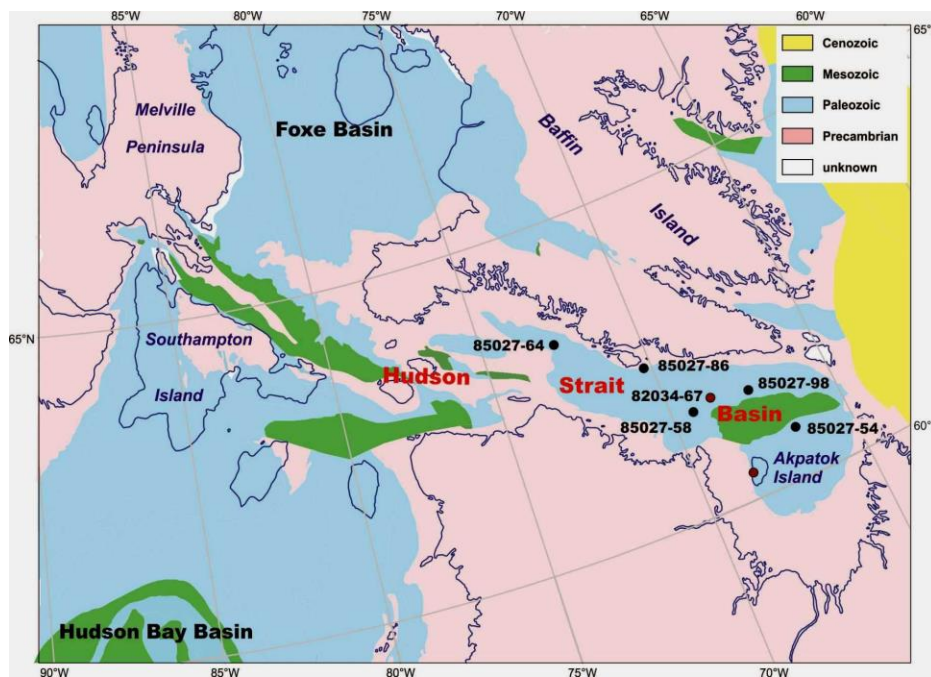 85°W
80°W
75°W
70°W
65°W
60°W
65°
Cenozoic
Mesozoic
Paleozoic
Precambrian
unknown
Melville
Peninsula
Foxe Basin
Baffin
Island
65°N
Southampton
Island
Hudson
Strait
Basin
85027-64
85027-86
82034-67
85027-98
85027-58
85027-54
60°
Akpatok
Island
Hudson Bay Basin
90°W
85°W
80°W
75°W
70°W